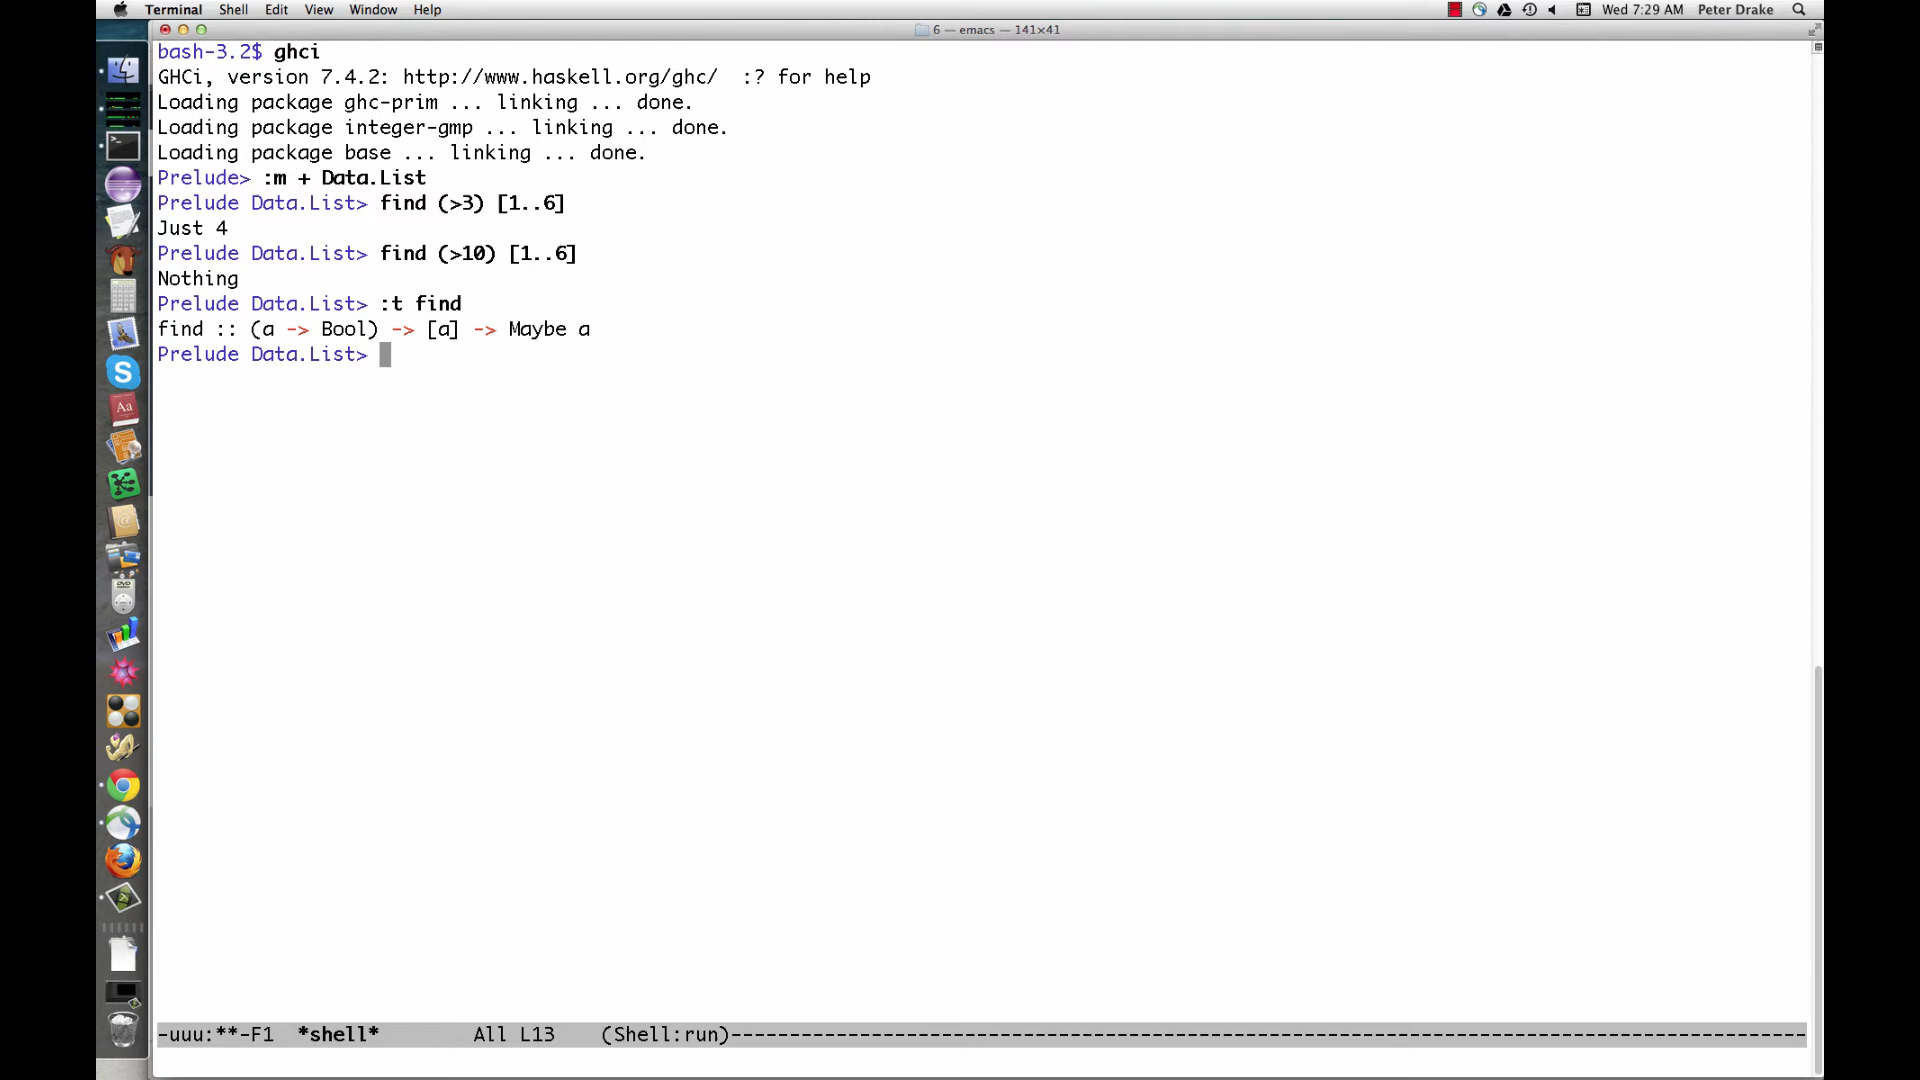 Terminal Shell Edit View Window Help Wed 7:29 AM Peter Drake
6 — emacs — 141×41
bash-3.2$ ghci
GHCi, version 7.4.2: http://www.haskell.org/ghc/  :? for help
Loading package ghc-prim ... linking ... done.
Loading package integer-gmp ... linking ... done.
Loading package base ... linking ... done.
Prelude> :m + Data.List
Prelude Data.List> find (>3) [1..6]
Just 4
Prelude Data.List> find (>10) [1..6]
Nothing
Prelude Data.List> :t find
find :: (a -> Bool) -> [a] -> Maybe a
Prelude Data.List>
S
Aa
@
DVD
-uuu:**-F1  *shell*        All L13    (Shell:run)------------------------------------------------------------------------------------------